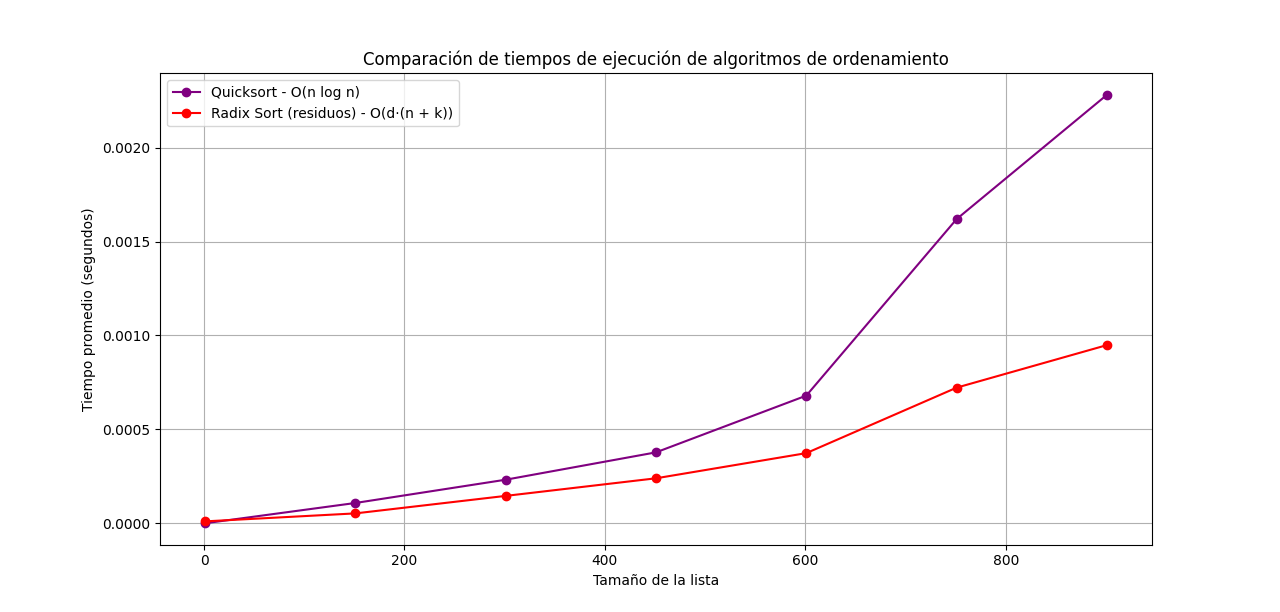 Comparación de tiempos de ejecución de algoritmos de ordenamiento
Quicksort - O(n log n)
Radix Sort (residuos) - O(d·(n + k))
Tiempo promedio (segundos)
0.0020
0.0015
0.0010
0.0005
0.0000
0 200 400 600 800
Tamaño de la lista